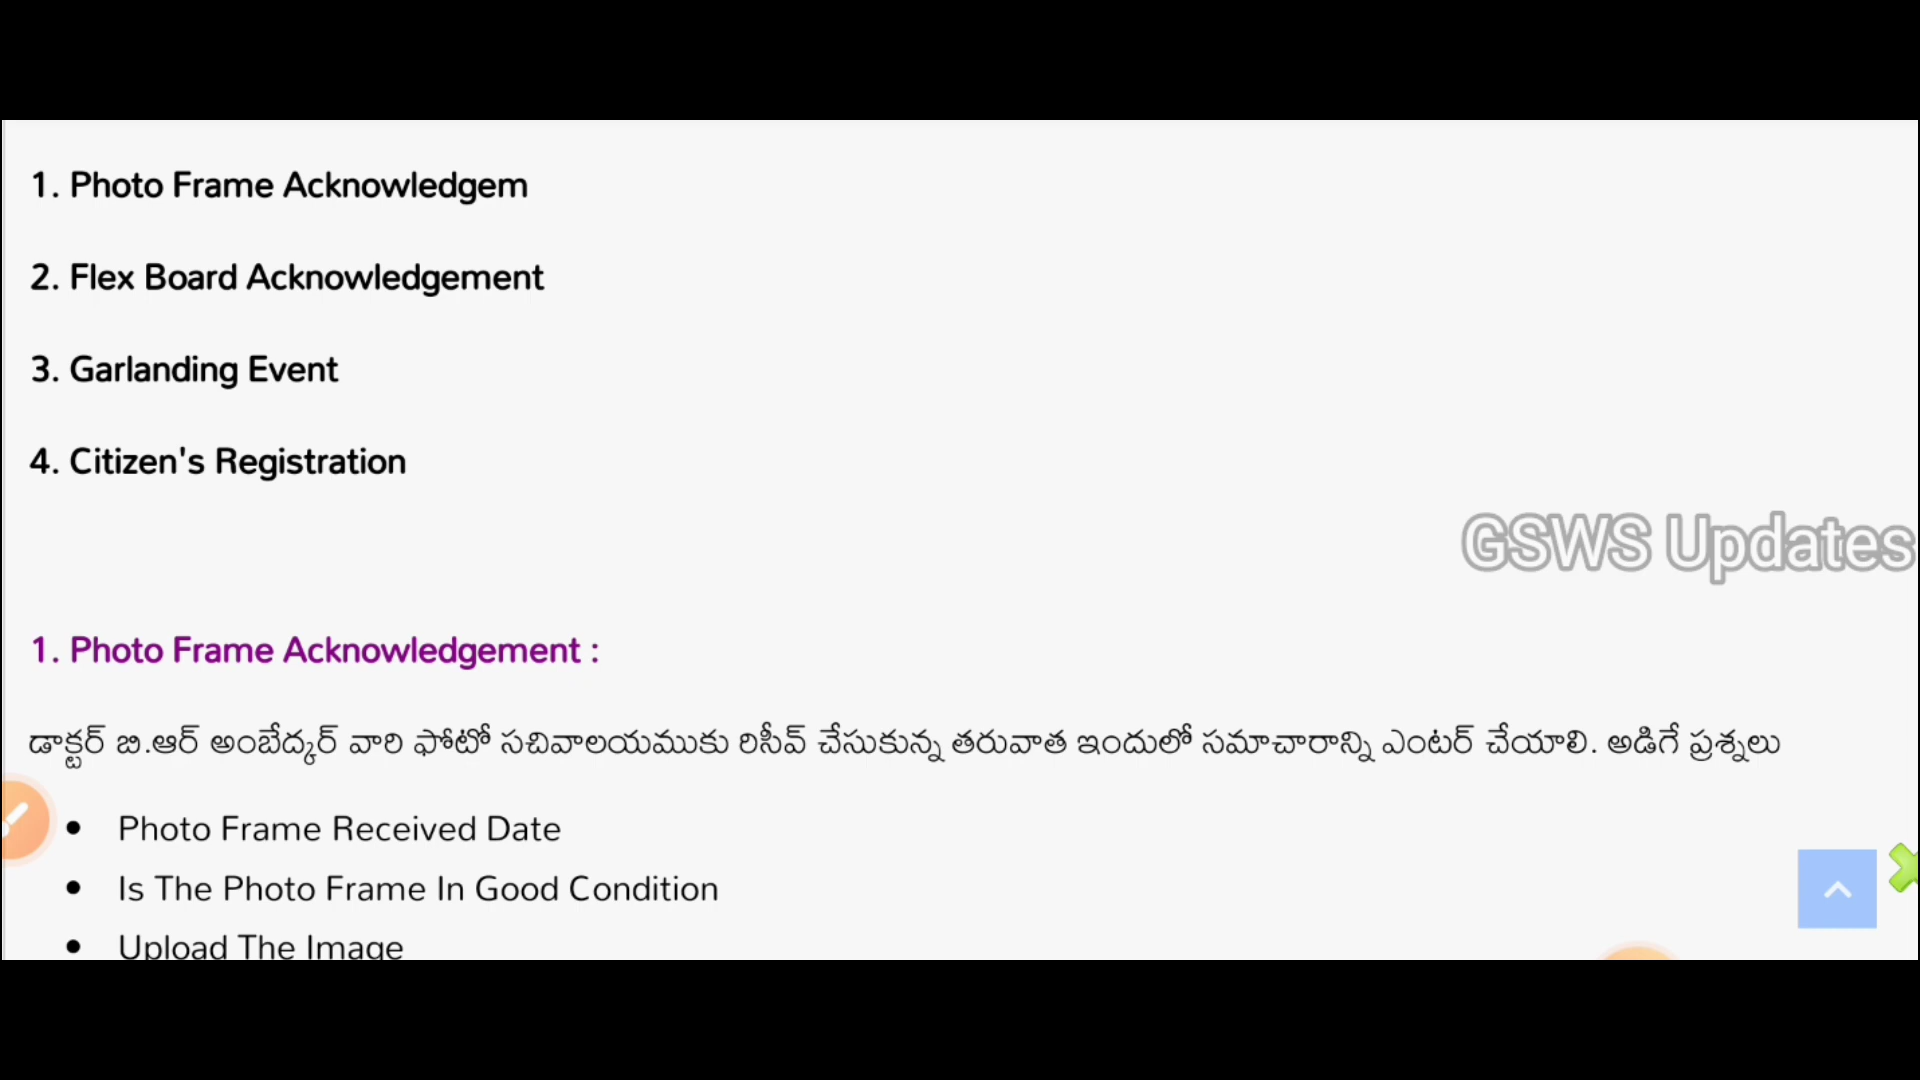 1. Photo Frame Acknowledgem
2. Flex Board Acknowledgement
3. Garlanding Event
4. Citizen's Registration
GSWS Updates
1. Photo Frame Acknowledgement :
డాక్టర్ బి.ఆర్ అంబేద్కర్ వారి ఫోటో సచివాలయముకు రిసీవ్ చేసుకున్న తరువాత ఇందులో సమాచారాన్ని ఎంటర్ చేయాలి. అడిగే ప్రశ్నలు
• Photo Frame Received Date
• Is The Photo Frame In Good Condition
• Upload The Image